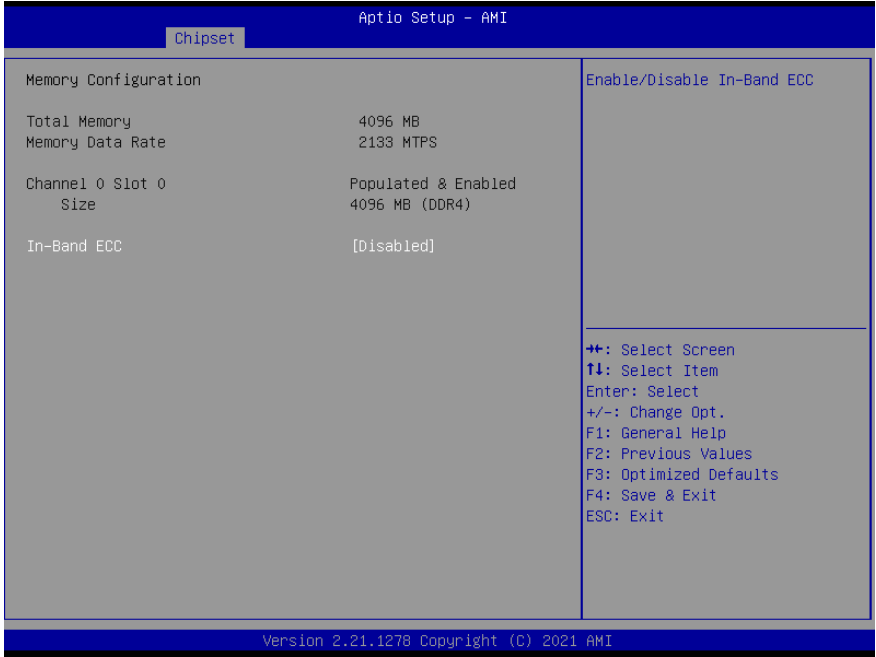 Aptio Setup – AMI
Chipset
Memory Configuration
Total Memory 4096 MB
Memory Data Rate 2133 MTPS
Channel 0 Slot 0 Populated & Enabled
Size 4096 MB (DDR4)
In-Band ECC [Disabled]
Enable/Disable In-Band ECC
→←: Select Screen
↑↓: Select Item
Enter: Select
+/-: Change Opt.
F1: General Help
F2: Previous Values
F3: Optimized Defaults
F4: Save & Exit
ESC: Exit
Version 2.21.1278 Copyright (C) 2021 AMI